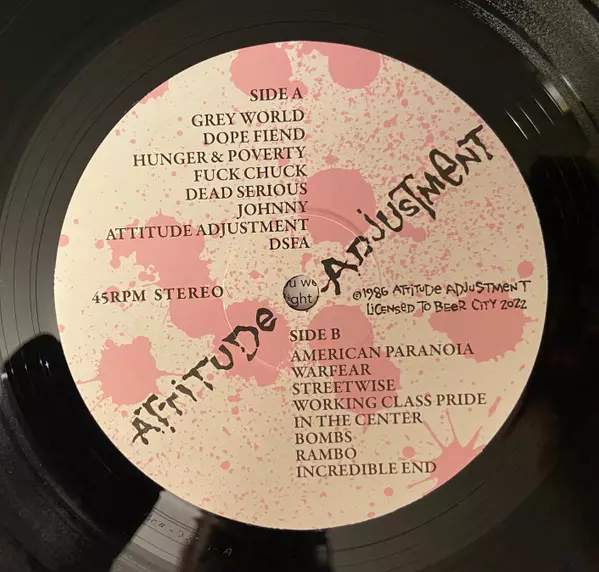 SIDE A
GREY WORLD
DOPE FIEND
HUNGER & POVERTY
FUCK CHUCK
DEAD SERIOUS
JOHNNY
ATTITUDE ADJUSTMENT
DSFA
ATTITUDE ADJUSTMENT
45RPM STEREO
u we
ght
©1986 ATTITUDE ADJUSTMENT
LICENSED TO BEER CITY 2022
SIDE B
AMERICAN PARANOIA
WARFEAR
STREETWISE
WORKING CLASS PRIDE
IN THE CENTER
BOMBS
RAMBO
INCREDIBLE END